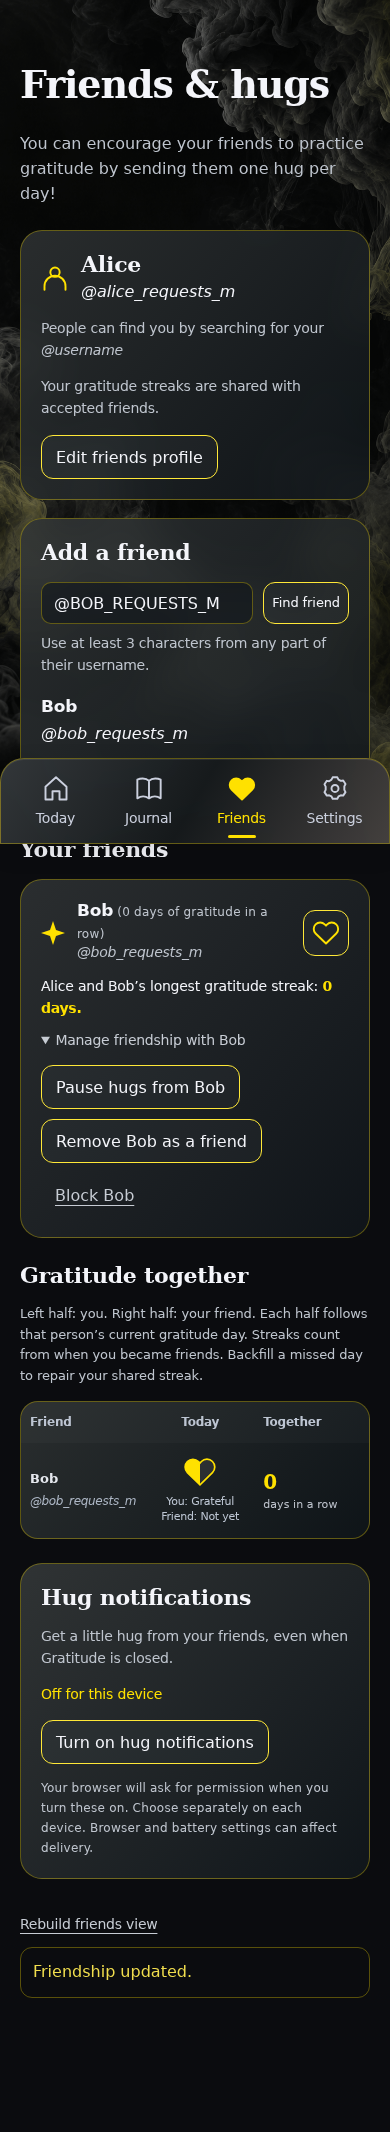 Friends & hugs
You can encourage your friends to practice
gratitude by sending them one hug per
day!
Alice
@alice_requests_m
People can find you by searching for your
@username
Your gratitude streaks are shared with
accepted friends.
Edit friends profile
Add a friend
@BOB_REQUESTS_M
Find friend
Use at least 3 characters from any part of
their username.
Bob
@bob_requests_m
Today
Journal
Friends
Settings
Your friends
Bob (0 days of gratitude in a
row)
@bob_requests_m
Alice and Bob’s longest gratitude streak: 0
days.
▼ Manage friendship with Bob
Pause hugs from Bob
Remove Bob as a friend
Block Bob
Gratitude together
Left half: you. Right half: your friend. Each half follows
that person’s current gratitude day. Streaks count
from when you became friends. Backfill a missed day
to repair your shared streak.
Friend Today Together
Bob
@bob_requests_m
You: Grateful
Friend: Not yet
0
days in a row
Hug notifications
Get a little hug from your friends, even when
Gratitude is closed.
Off for this device
Turn on hug notifications
Your browser will ask for permission when you
turn these on. Choose separately on each
device. Browser and battery settings can affect
delivery.
Rebuild friends view
Friendship updated.